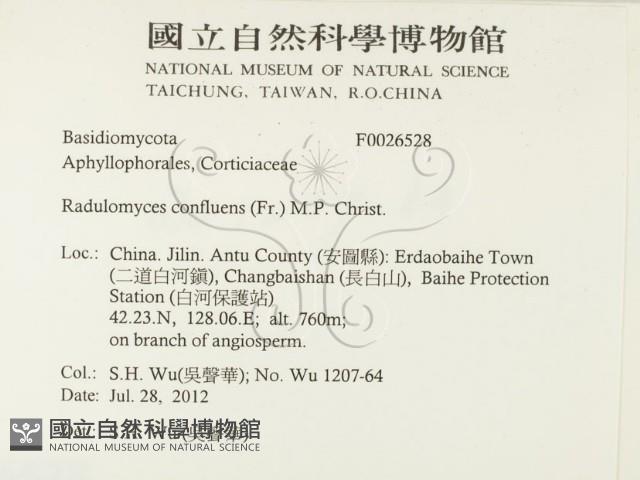 國立自然科學博物館
NATIONAL MUSEUM OF NATURAL SCIENCE
TAICHUNG, TAIWAN, R.O.CHINA
Basidiomycota F0026528
Aphyllophorales, Corticiaceae
Radulomyces confluens (Fr.) M.P. Christ.
Loc.: China. Jilin. Antu County (安圖縣): Erdaobaihe Town
(二道白河鎮), Changbaishan (長白山), Baihe Protection
Station (白河保護站)
42.23.N, 128.06.E; alt. 760m;
on branch of angiosperm.
Col.: S.H. Wu(吳聲華); No. Wu 1207-64
Date: Jul. 28, 2012
國立自然科學博物館
NATIONAL MUSEUM OF NATURAL SCIENCE